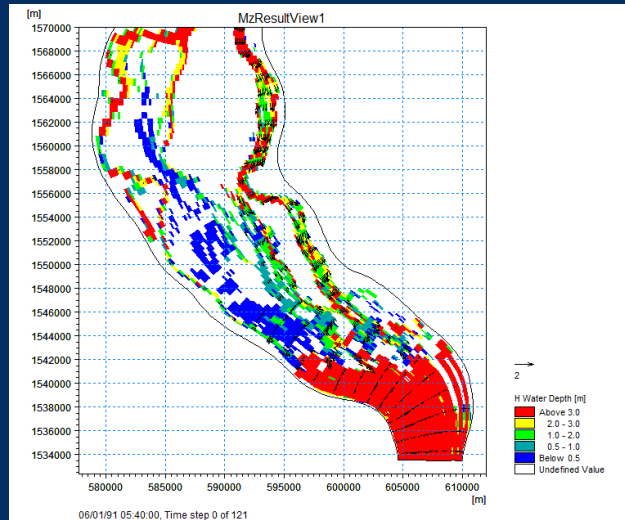 [m]
MzResultView1
1570000
1568000
1566000
1564000
1562000
1560000
1558000
1556000
1554000
1552000
1550000
1548000
1546000
1544000
1542000
1540000
1538000
1536000
1534000
580000 585000 590000 595000 600000 605000 610000
[m]
2
H Water Depth [m]
Above 3.0
2.0 - 3.0
1.0 - 2.0
0.5 - 1.0
Below 0.5
Undefined Value
06/01/91 05:40:00, Time step 0 of 121